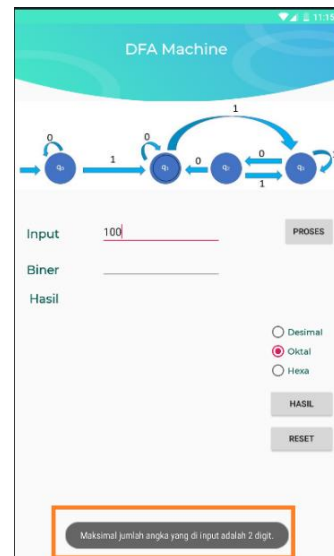 11:15
DFA Machine
1
0
0
1
0
0
1
q₀
q₁
q₂
q₃
Input 100 PROSES
Biner
Hasil
Desimal
Oktal
Hexa
HASIL
RESET
Maksimal jumlah angka yang di input adalah 2 digit.